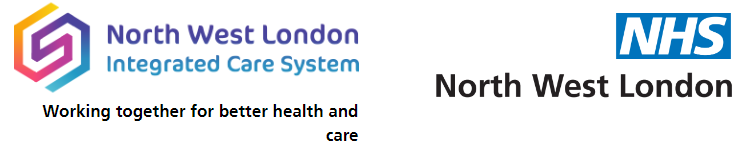 North West London
Integrated Care System
Working together for better health and
care
NHS
North West London